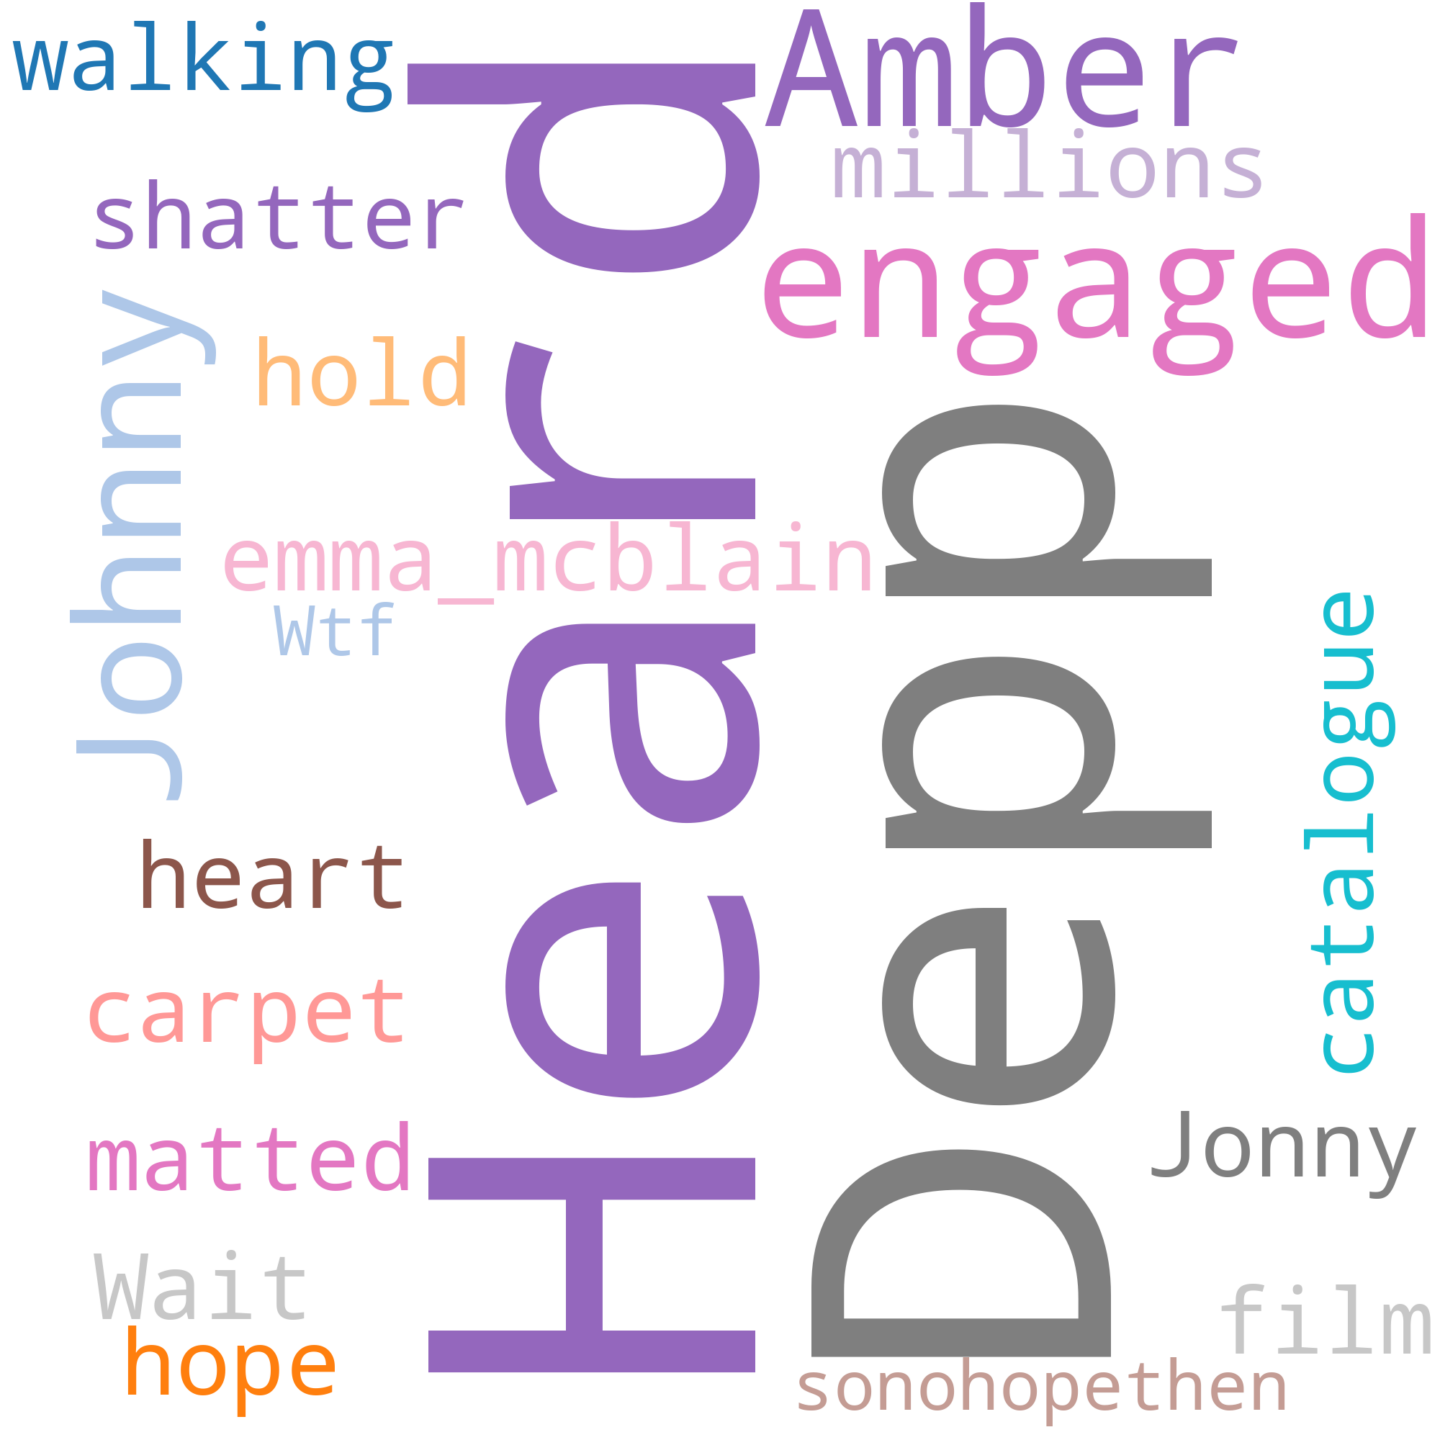 walking
Amber
millions
shatter
engaged
Johnny
hold
Heard
Depp
emma_mcblain
Wtf
catalogue
heart
carpet
matted
Jonny
Wait
film
hope
sonohopethen